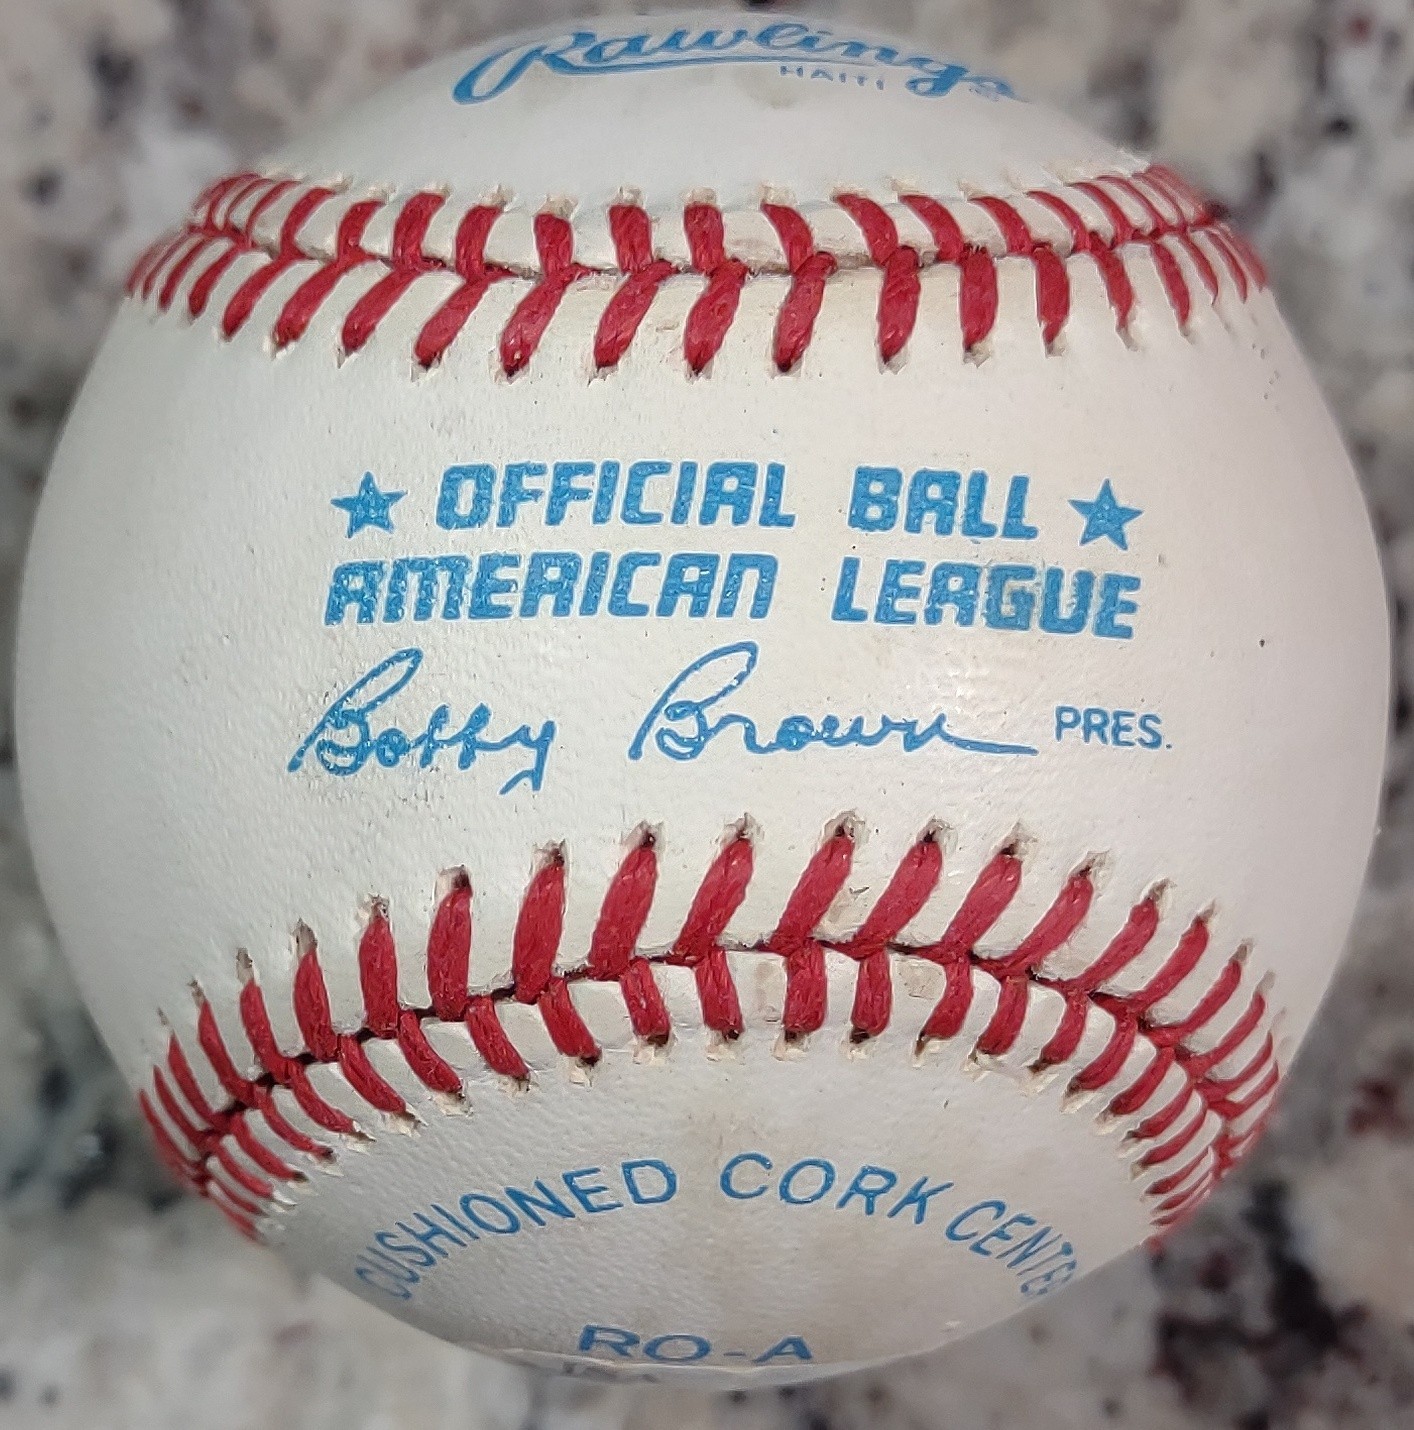 Rawlings
HAITI
★ OFFICIAL BALL ★
AMERICAN LEAGUE
Bobby Brown PRES.
CUSHIONED CORK CENTER
RO-A